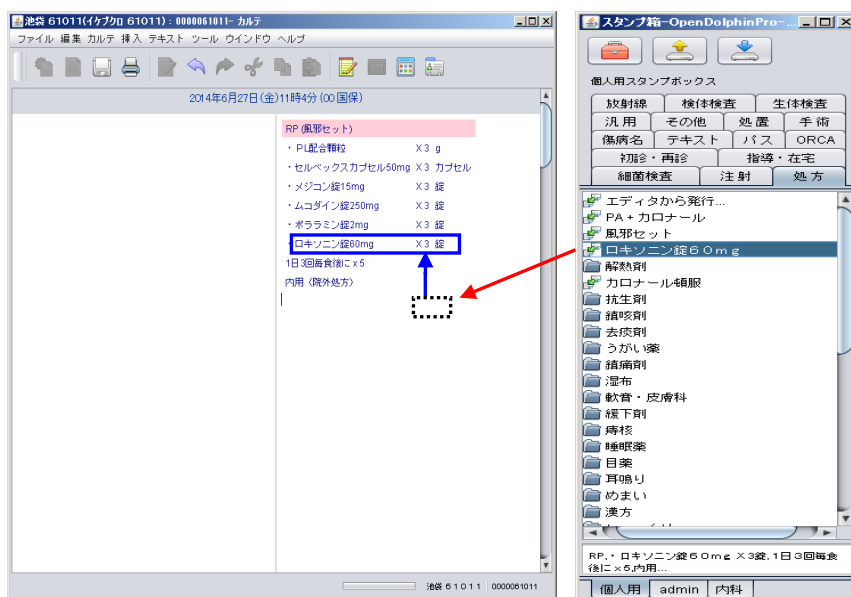 池袋 61011(イケブクロ 61011) : 0000061011- カルテ
ファイル 編集 カルテ 挿入 テキスト ツール ウインドウ ヘルプ
2014年6月27日(金)11時4分 (00 国保)
RP (風邪セット)
・PL配合顆粒 X3 g
・セルベックスカプセル50mg X3 カプセル
・メジコン錠15mg X3 錠
・ムコダイン錠250mg X3 錠
・ポララミン錠2mg X3 錠
・ロキソニン錠60mg X3 錠
1日3回毎食後に x 5
内用 (院外処方)
池袋 61011 0000061011
スタンプ箱-OpenDolphinPro-...
個人用スタンプボックス
放射線 検体検査 生体検査
汎用 その他 処置 手術
傷病名 テキスト パス ORCA
初診・再診 指導・在宅
細菌検査 注射 処方
エディタから発行...
PA+カロナール
風邪セット
ロキソニン錠60mg
解熱剤
カロナール頓服
抗生剤
鎮咳剤
去痰剤
うがい薬
鎮痛剤
湿布
軟膏・皮膚科
緩下剤
痔核
睡眠薬
目薬
耳鳴り
めまい
漢方
RP,・ロキソニン錠60mg X3錠,1日3回毎食
後に x5,内用...
個人用 admin 内科